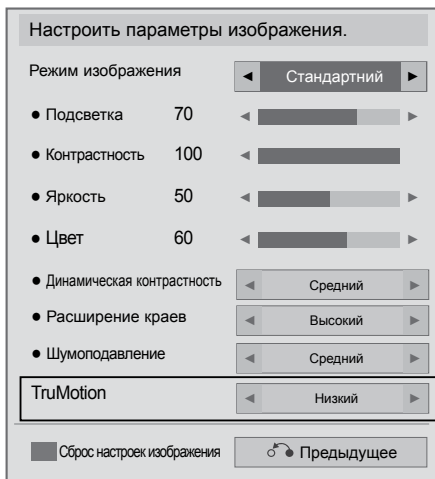 Настроить параметры изображения.
Режим изображения ◄ Стандартний ►
● Подсветка 70 ◄ ►
● Контрастность 100 ◄
● Яркость 50 ◄ ►
● Цвет 60 ◄ ►
● Динамическая контрастность ◄ Средний ►
● Расширение краев ◄ Высокий ►
● Шумоподавление ◄ Средний ►
TruMotion ◄ Низкий ►
Сброс настроек изображения Предыдущее